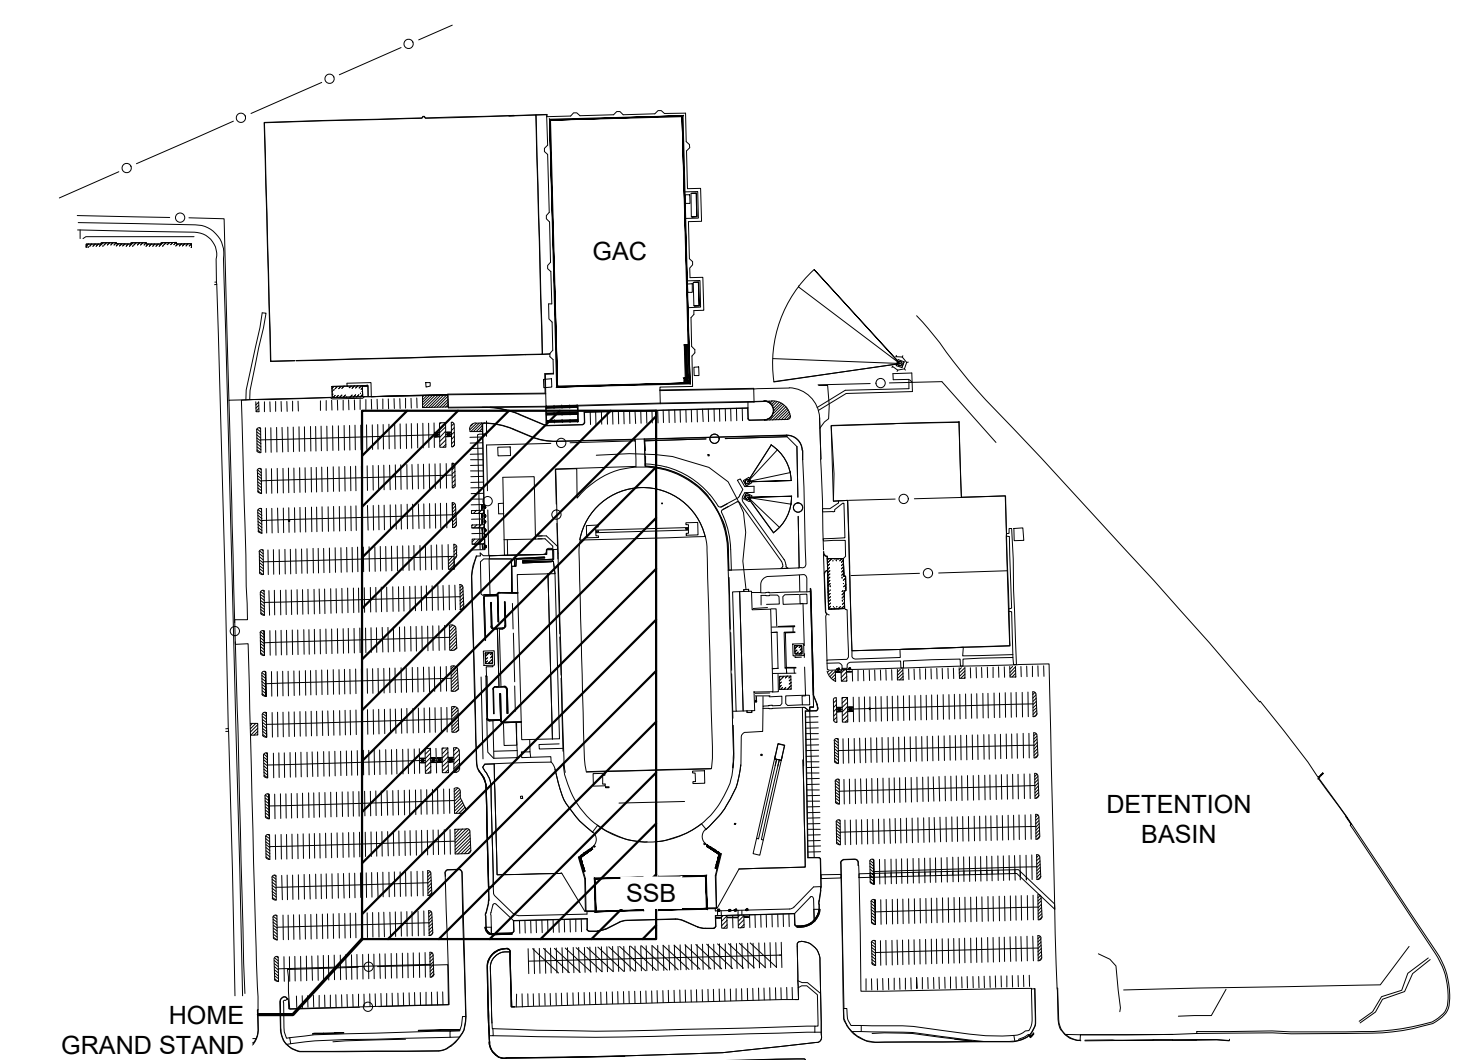 GAC
DETENTION
BASIN
SSB
HOME
GRAND STAND